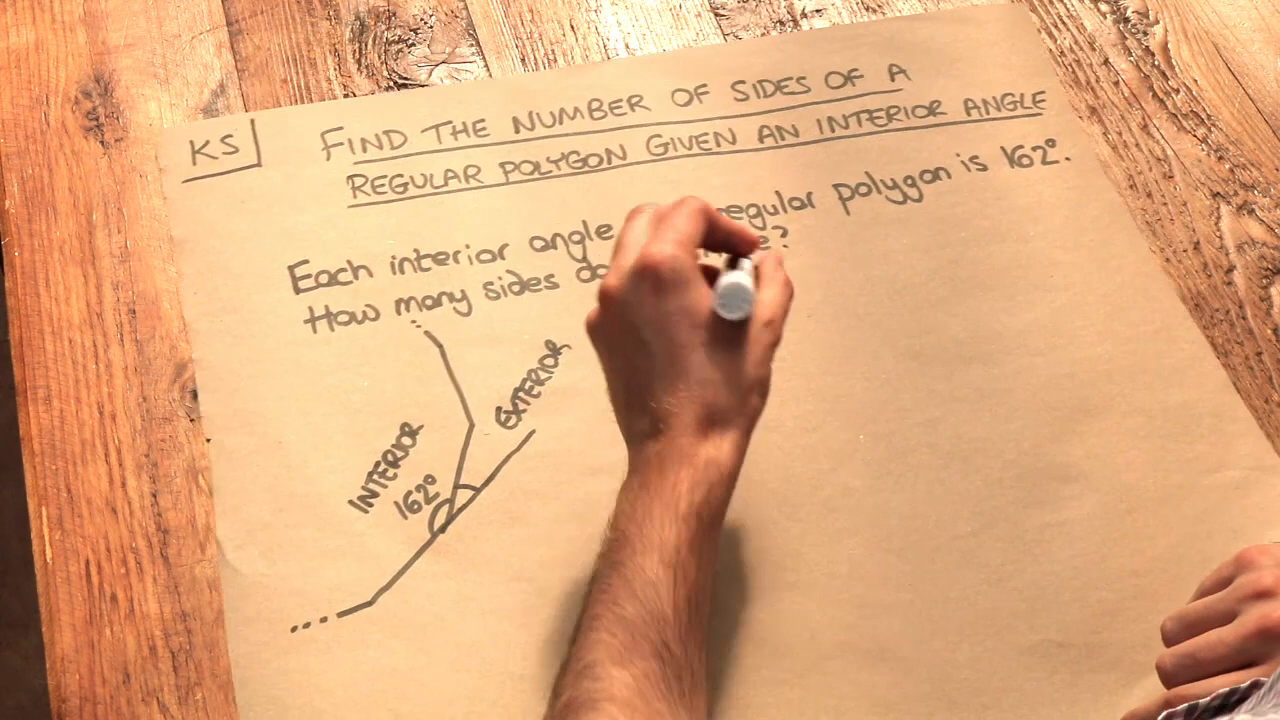 KS
FIND THE NUMBER OF SIDES OF A
REGULAR POLYGON GIVEN AN INTERIOR ANGLE
Each interior angle regular polygon is 162°.
How many sides do
EXTERIOR
INTERIOR
162°